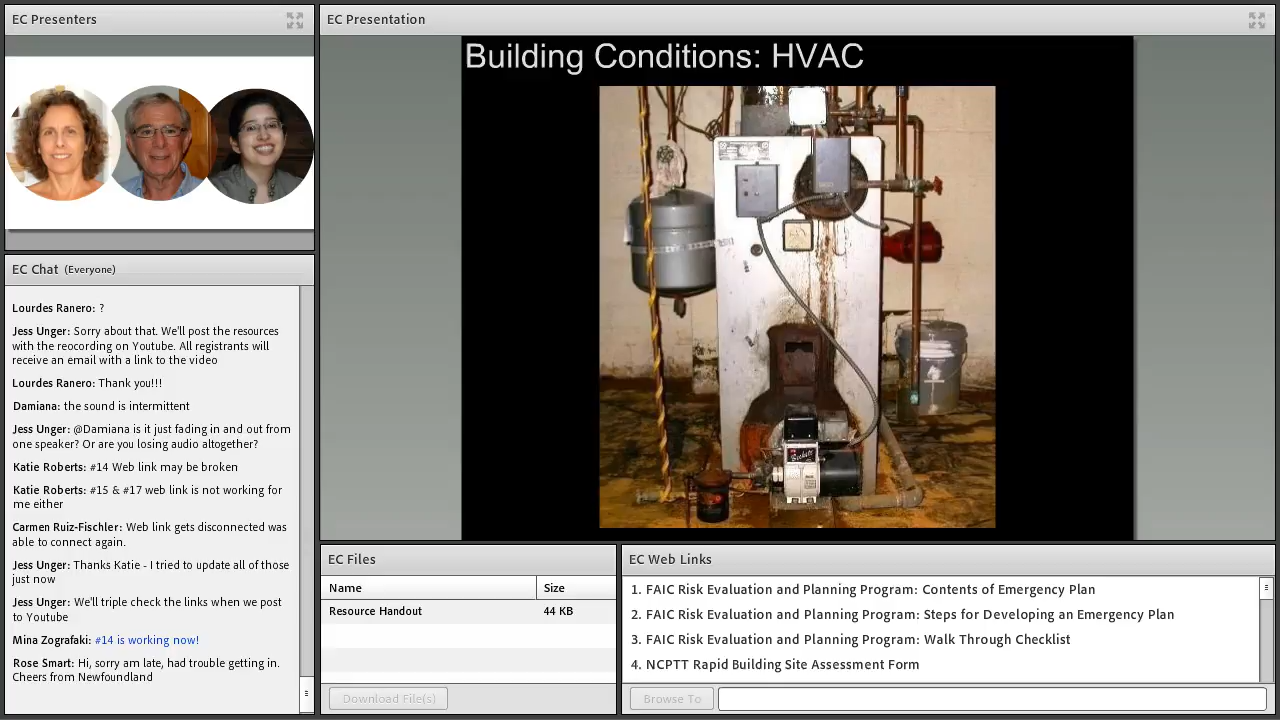 EC Presenters
EC Presentation
Building Conditions: HVAC
EC Chat (Everyone)
Lourdes Ranero: ?
Jess Unger: Sorry about that. We'll post the resources
with the reocording on Youtube. All registrants will
receive an email with a link to the video
Lourdes Ranero: Thank you!!!
Damiana: the sound is intermittent
Jess Unger: @Damiana is it just fading in and out from
one speaker? Or are you losing audio altogether?
Katie Roberts: #14 Web link may be broken
Katie Roberts: #15 & #17 web link is not working for
me either
Carmen Ruiz-Fischler: Web link gets disconnected was
able to connect again.
Jess Unger: Thanks Katie - I tried to update all of those
just now
Jess Unger: We'll triple check the links when we post
to Youtube
Mina Zografaki: #14 is working now!
Rose Smart: Hi, sorry am late, had trouble getting in.
Cheers from Newfoundland
EC Files
Name Size
Resource Handout 44 KB
Download File(s)
EC Web Links
1. FAIC Risk Evaluation and Planning Program: Contents of Emergency Plan
2. FAIC Risk Evaluation and Planning Program: Steps for Developing an Emergency Plan
3. FAIC Risk Evaluation and Planning Program: Walk Through Checklist
4. NCPTT Rapid Building Site Assessment Form
Browse To